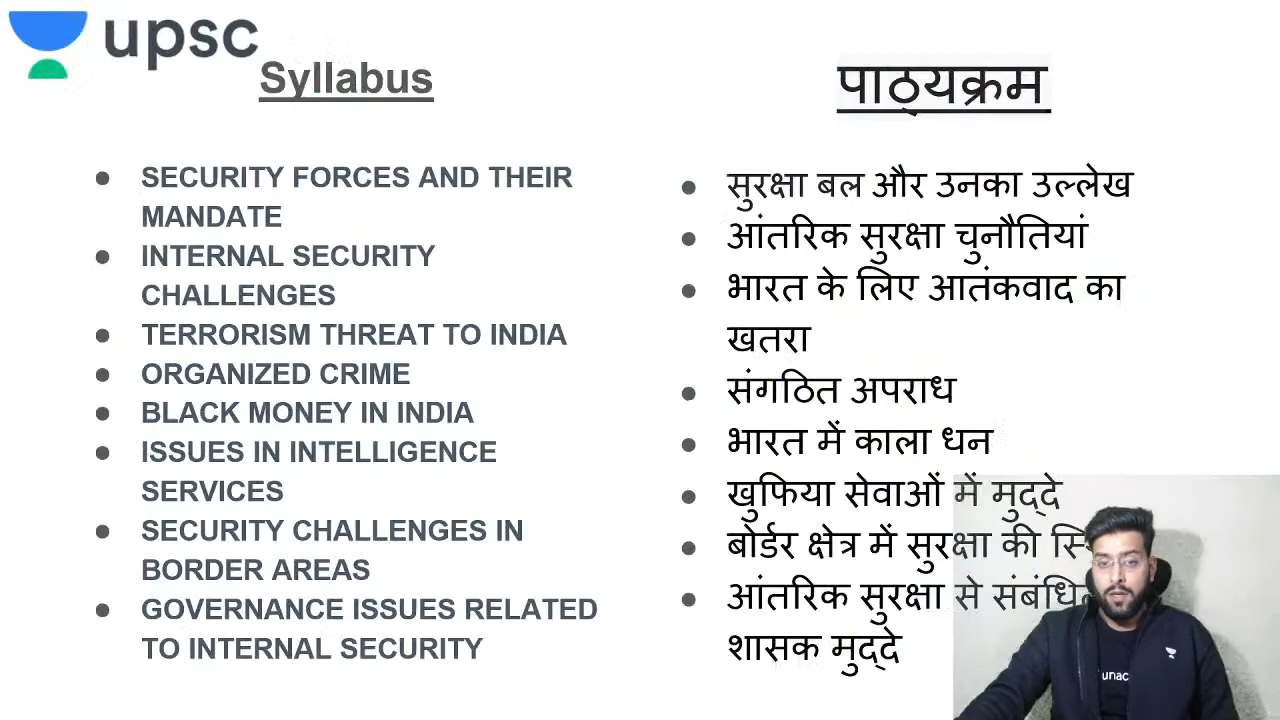 upsc
Syllabus
SECURITY FORCES AND THEIR
MANDATE
INTERNAL SECURITY
CHALLENGES
TERRORISM THREAT TO INDIA
ORGANIZED CRIME
BLACK MONEY IN INDIA
ISSUES IN INTELLIGENCE
SERVICES
SECURITY CHALLENGES IN
BORDER AREAS
GOVERNANCE ISSUES RELATED
TO INTERNAL SECURITY
पाठ्यक्रम
सुरक्षा बल और उनका उल्लेख
आंतरिक सुरक्षा चुनौतियां
भारत के लिए आतंकवाद का
खतरा
संगठित अपराध
भारत में काला धन
खुफिया सेवाओं में मुद्दे
बोर्डर क्षेत्र में सुरक्षा की
आंतरिक सुरक्षा से
शासक मुद्दे
unac